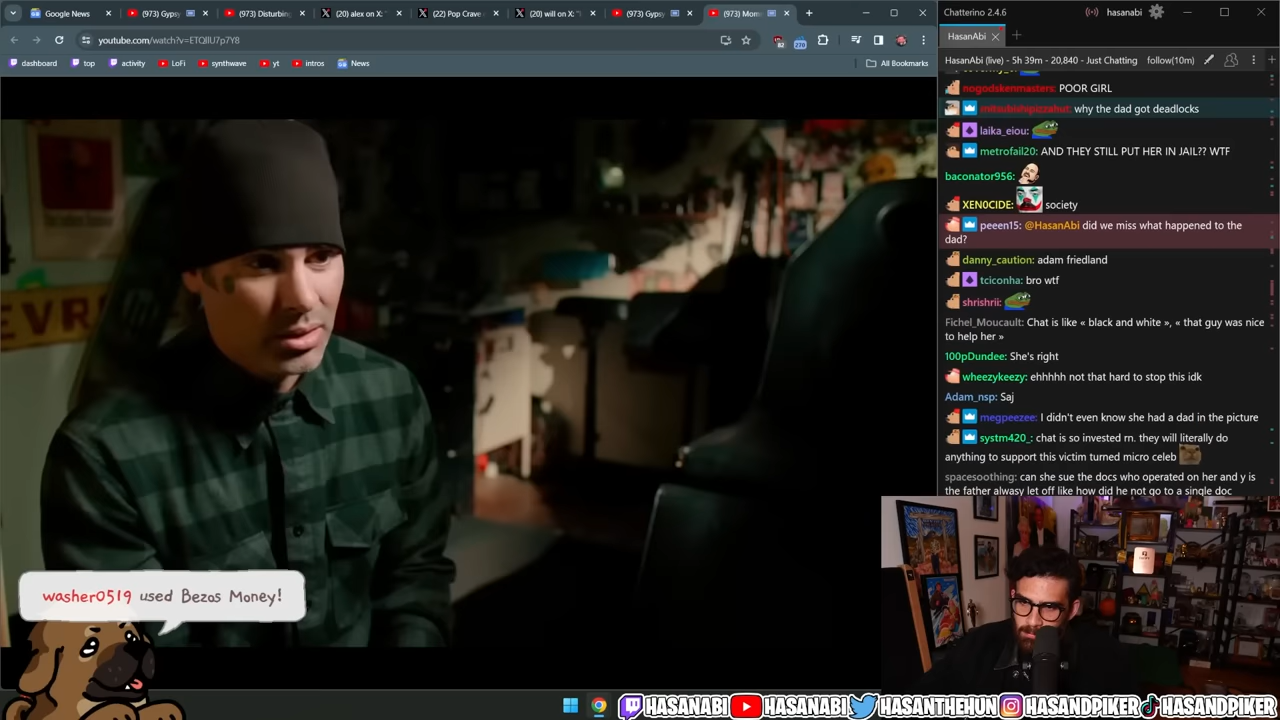 Google News
(973) Gypsy
(973) Disturbin
(20) alex on X: "
(22) Pop Crave
(20) will on X: "
(973) Gypsy
(973) Mom
youtube.com/watch?v=ETQllU7p7Y8
82
270
dashboard
top
activity
LoFi
synthwave
yt
intros
News
All Bookmarks
EVR
washer0519 used Bezos Money!
Chatterino 2.4.6
hasanabi
HasanAbi
HasanAbi (live) - 5h 39m - 20,840 - Just Chatting
follow(10m)
nogodskenmasters: POOR GIRL
mitsubishipizzahut: why the dad got deadlocks
laika_eiou:
metrofail20: AND THEY STILL PUT HER IN JAIL?? WTF
baconator956:
XEN0CIDE: society
peeen15: @HasanAbi did we miss what happened to the
dad?
danny_caution: adam friedland
tciconha: bro wtf
shrishrii:
Fichel_Moucault: Chat is like « black and white », « that guy was nice
to help her »
100pDundee: She's right
wheezykeezy: ehhhhh not that hard to stop this idk
Adam_nsp: Saj
megpeezee: I didn't even know she had a dad in the picture
systm420_: chat is so invested rn. they will literally do
anything to support this victim turned micro celeb
spacesoothing: can she sue the docs who operated on her and y is
the father alwasy let off like how did he not go to a single doc
HASANABI
HASANABI
HASANTHEHUN
HASANDPIKER
HASANDPIKER